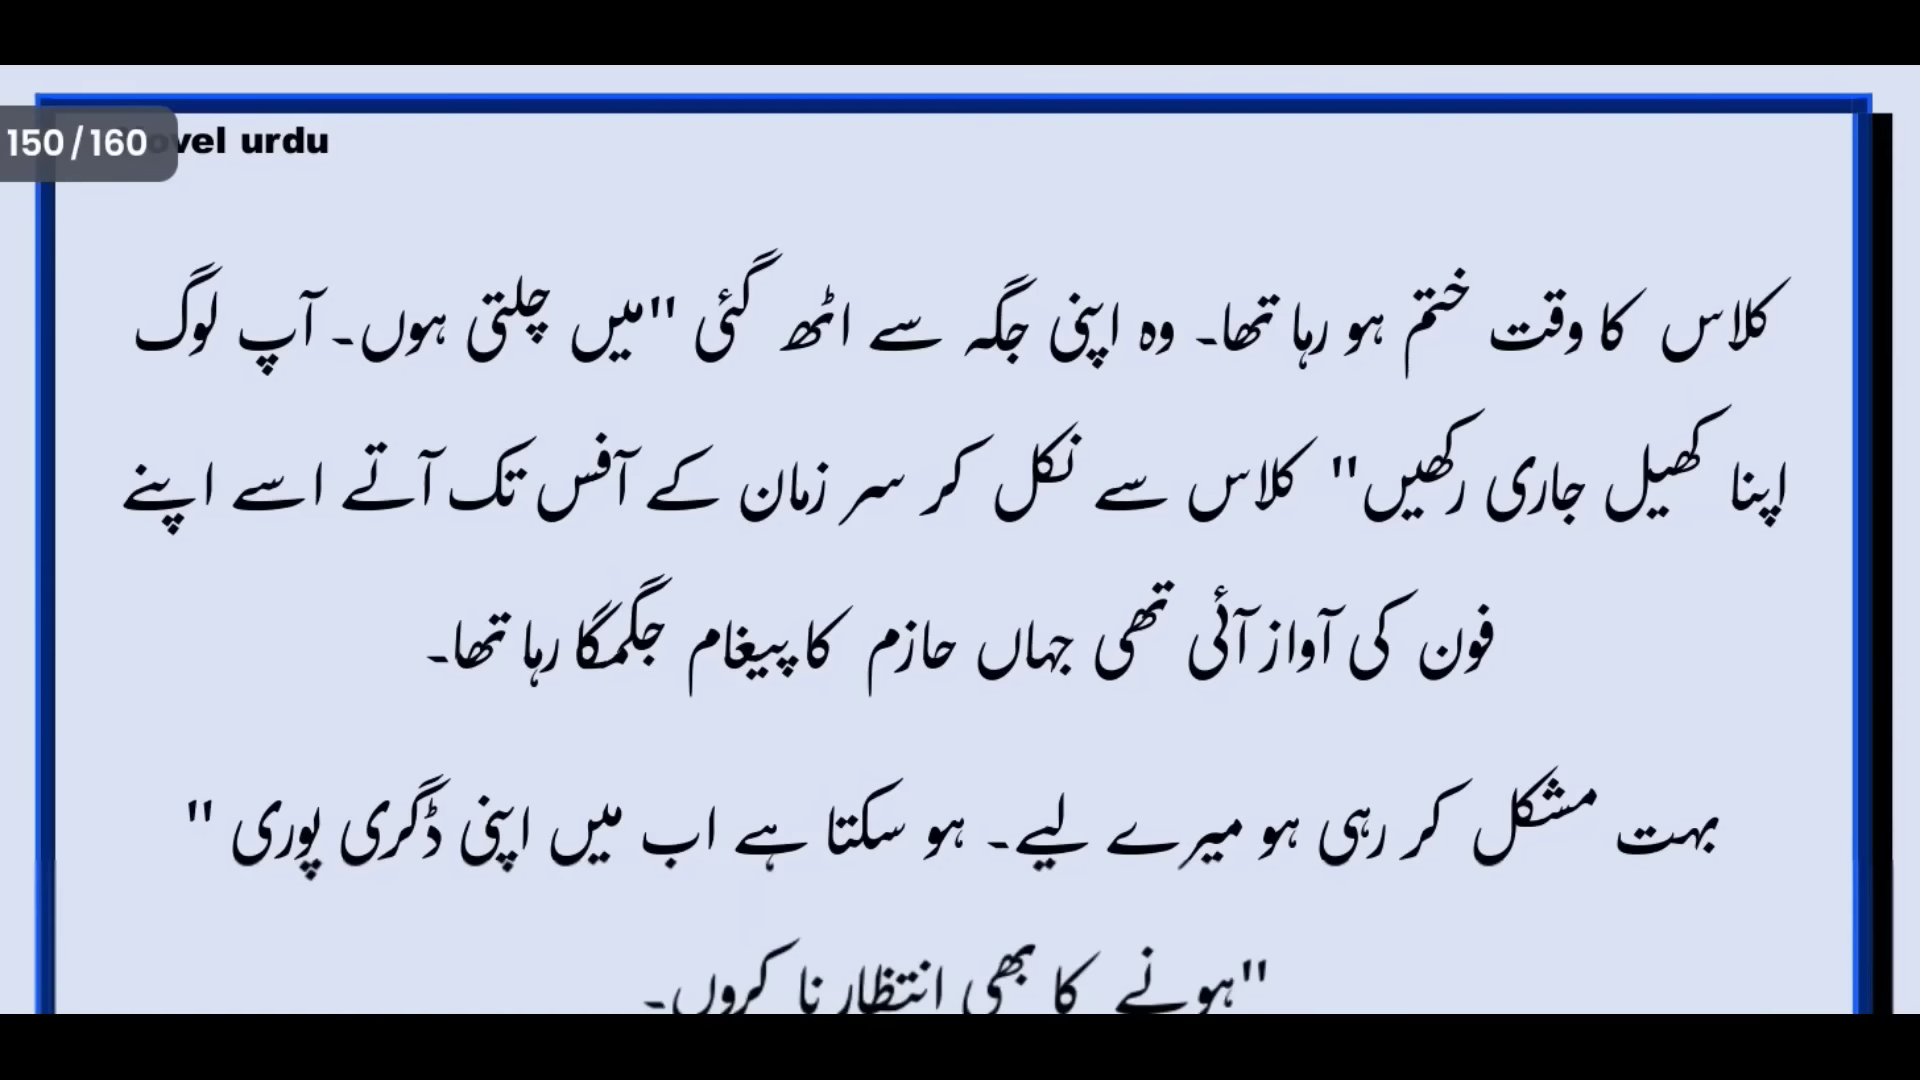 150/160
ovel urdu
کلاس کا وقت ختم ہو رہا تھا۔ وہ اپنی جگہ سے اٹھ گئی "میں چلتی ہوں۔ آپ لوگ
اپنا کھیل جاری رکھیں" کلاس سے نکل کر سر زمان کے آفس تک آتے اسے اپنے
فون کی آواز آئی تھی جہاں حازم کا پیغام جگمگا رہا تھا۔
بہت مشکل کر رہی ہو میرے لیے۔ ہو سکتا ہے اب میں اپنی ڈگری پوری "
"ہونے کا بھی انتظار نا کروں۔